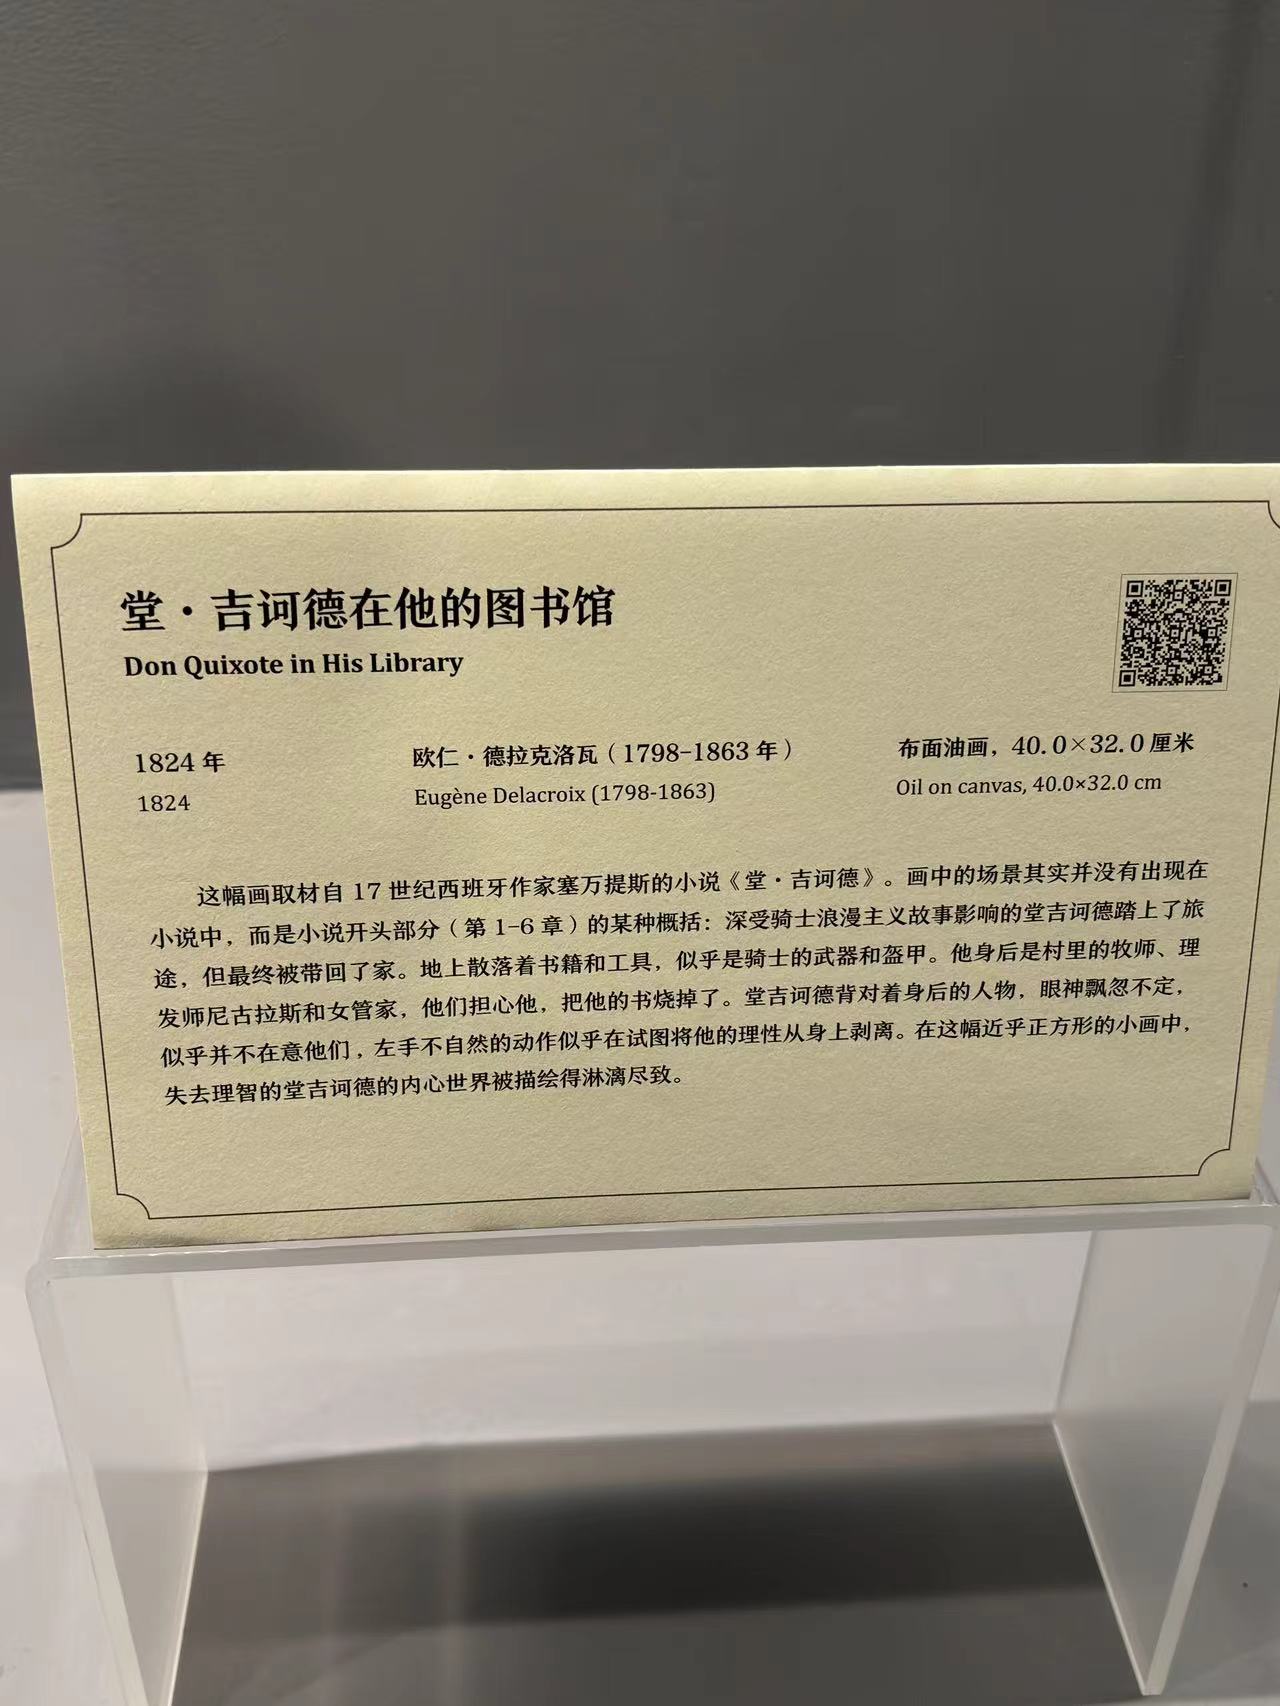 堂·吉诃德在他的图书馆
Don Quixote in His Library
1824 年 欧仁·德拉克洛瓦（1798-1863 年） 布面油画，40.0×32.0 厘米
1824 Eugène Delacroix (1798-1863) Oil on canvas, 40.0×32.0 cm
这幅画取材自 17 世纪西班牙作家塞万提斯的小说《堂·吉诃德》。画中的场景其实并没有出现在
小说中，而是小说开头部分（第 1-6 章）的某种概括：深受骑士浪漫主义故事影响的堂吉诃德踏上了旅
途，但最终被带回了家。地上散落着书籍和工具，似乎是骑士的武器和盔甲。他身后是村里的牧师、理
发师尼古拉斯和女管家，他们担心他，把他的书烧掉了。堂吉诃德背对着身后的人物，眼神飘忽不定，
似乎并不在意他们，左手不自然的动作似乎在试图将他的理性从身上剥离。在这幅近乎正方形的小画中，
失去理智的堂吉诃德的内心世界被描绘得淋漓尽致。